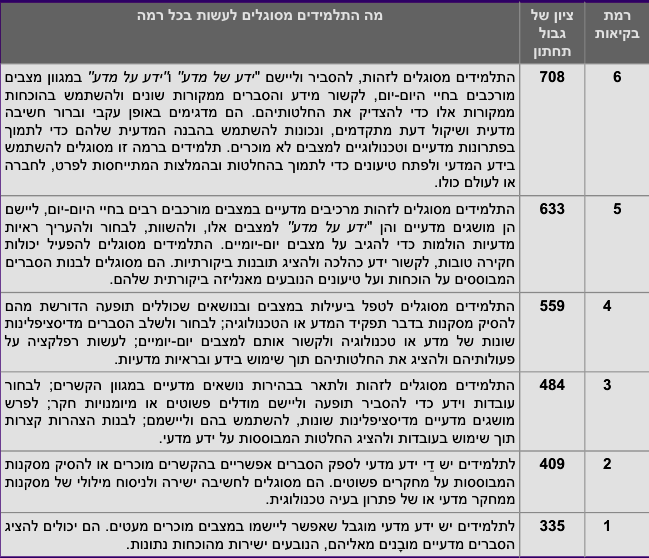 רמת בקיאות
ציון של גבול תחתון
מה התלמידים מסוגלים לעשות בכל רמה
6
708
התלמידים מסוגלים לזהות, להסביר וליישם "ידע של מדע" ו"ידע על מדע" במגוון מצבים
מורכבים בחיי היום-יום, לקשור מידע והסברים ממקורות שונים ולהשתמש בהוכחות
ממקורות אלו כדי להצדיק את החלטותיהם. הם מדגימים באופן עקבי וברור חשיבה
מדעית ושיקול דעת מתקדמים, ונכונות להשתמש בהבנה המדעית שלהם כדי לתמוך
בפתרונות מדעיים וטכנולוגיים למצבים לא מוכרים. תלמידים ברמה זו מסוגלים להשתמש
בידע המדעי ולפתח טיעונים כדי לתמוך בהחלטות ובהמלצות המתייחסות לפרט, לחברה
או לעולם כולו.
5
633
התלמידים מסוגלים לזהות מרכיבים מדעיים במצבים מורכבים רבים בחיי היום-יום, ליישם
הן מושגים מדעיים והן "ידע על מדע" למצבים אלו, ולהשוות, לבחור ולהעריך ראיות
מדעיות הולמות כדי להגיב על מצבים יום-יומיים. התלמידים מסוגלים להפעיל יכולות
חקירה טובות, לקשור ידע כהלכה ולהציג תובנות ביקורתיות. הם מסוגלים לבנות הסברים
המבוססים על הוכחות ועל טיעונים הנובעים מאנליזה ביקורתית שלהם.
4
559
התלמידים מסוגלים לטפל ביעילות במצבים ובנושאים שכוללים תופעה הדורשת מהם
להסיק מסקנות בדבר תפקיד המדע או הטכנולוגיה; לבחור ולשלב הסברים מדיסציפלינות
שונות של מדע או טכנולוגיה ולקשור אותם למצבים יום-יומיים; לעשות רפלקציה על
פעולותיהם ולהציג את החלטותיהם תוך שימוש בידע ובראיות מדעיות.
3
484
התלמידים מסוגלים לזהות ולתאר בבהירות נושאים מדעיים במגוון הקשרים; לבחור
עובדות וידע כדי להסביר תופעה וליישם מודלים פשוטים או מיומנויות חקר; לפרש
מושגים מדעיים מדיסציפלינות שונות, להשתמש בהם וליישמם; לבנות הצהרות קצרות
תוך שימוש בעובדות ולהציג החלטות המבוססות על ידע מדעי.
2
409
לתלמידים יש דֵי ידע מדעי לספק הסברים אפשריים בהקשרים מוכרים או להסיק מסקנות
המבוססות על מחקרים פשוטים. הם מסוגלים לחשיבה ישירה ולניסוח מילולי של מסקנות
ממחקר מדעי או של פתרון בעיה טכנולוגית.
1
335
לתלמידים יש ידע מדעי מוגבל שאפשר ליישמו במצבים מוכרים מעטים. הם יכולים להציג
הסברים מדעיים מובָנים מאליהם, הנובעים ישירות מהוכחות נתונות.